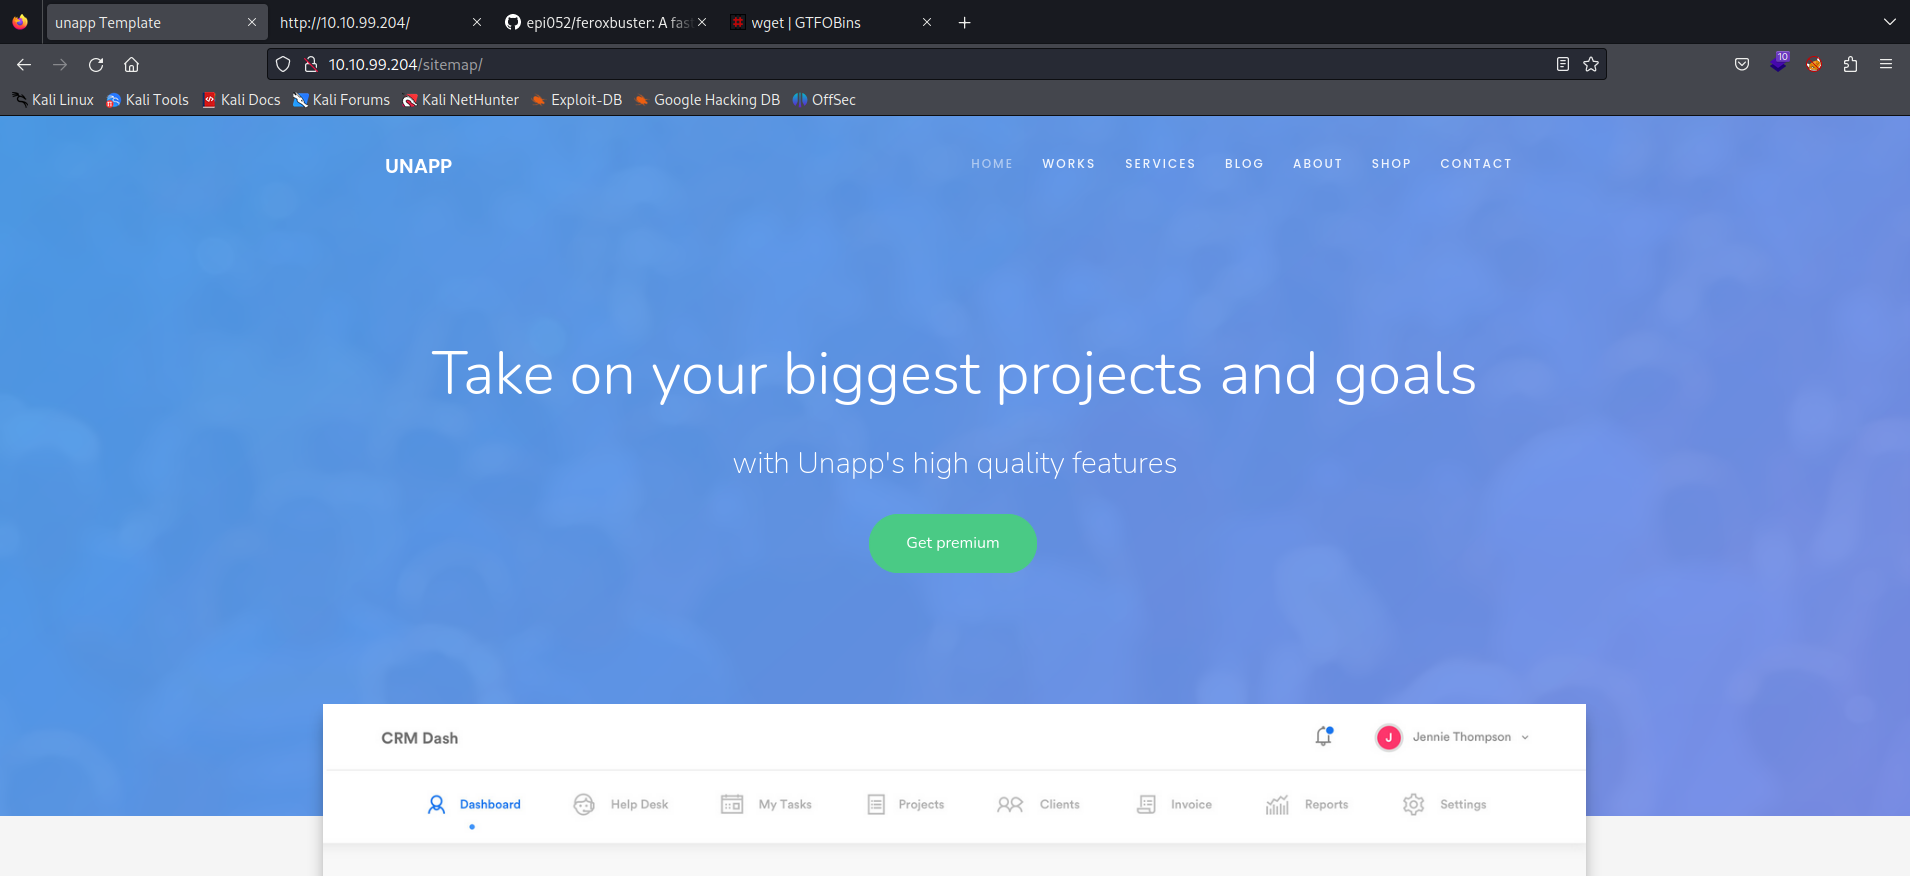 unapp Template
http://10.10.99.204/
epi052/feroxbuster: A fas
wget | GTFOBins
10.10.99.204/sitemap/
10
Kali Linux
Kali Tools
Kali Docs
Kali Forums
Kali NetHunter
Exploit-DB
Google Hacking DB
OffSec
UNAPP
HOME
WORKS
SERVICES
BLOG
ABOUT
SHOP
CONTACT
Take on your biggest projects and goals
with Unapp's high quality features
Get premium
CRM Dash
J
Jennie Thompson
Dashboard
Help Desk
My Tasks
Projects
Clients
Invoice
Reports
Settings